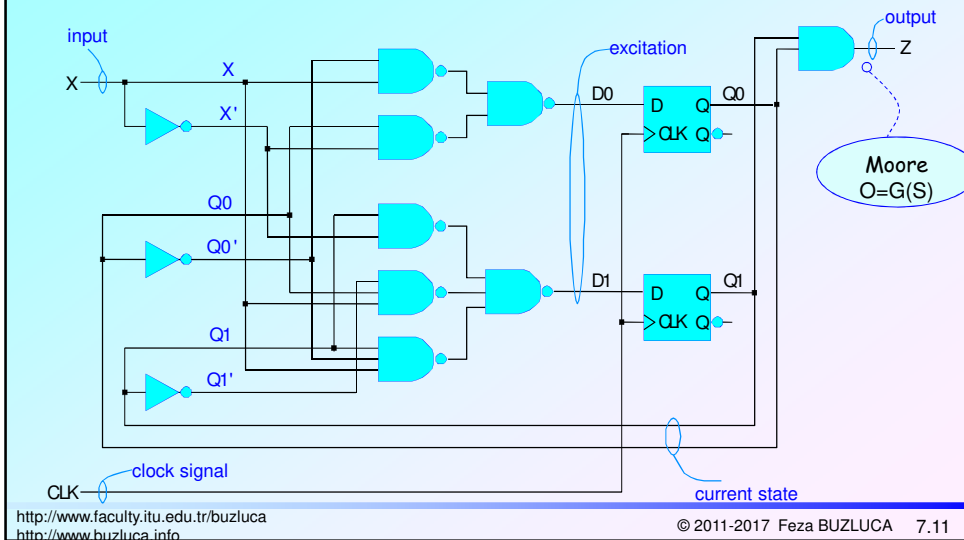 output
input
excitation
X
X
Z
D0
D
Q
Q0
CLK
Q
X'
Moore
O=G(S)
Q0
Q0'
D1
D
Q
Q1
CLK
Q
Q1
Q1'
clock signal
CLK
current state
http://www.faculty.itu.edu.tr/buzluca
© 2011-2017 Feza BUZLUCA 7.11
http://www.buzluca.info